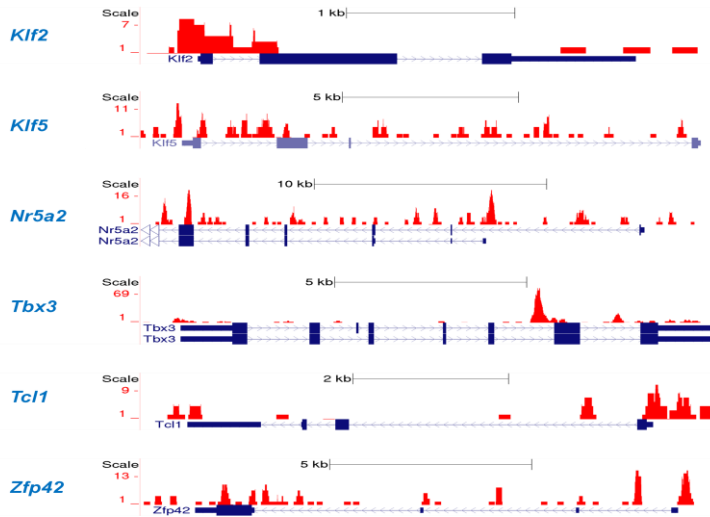 Scale 1 kb
7 -
Klf2
1 -
Klf2
Scale 5 kb
11 -
Klf5
1 -
Klf5
Scale 10 kb
16 -
Nr5a2
1 -
Nr5a2
Nr5a2
Scale 5 kb
69 -
Tbx3
1 -
Tbx3
Tbx3
Scale 2 kb
9 -
Tcl1
1 -
Tcl1
Scale 5 kb
13 -
Zfp42
1 -
Zfp42